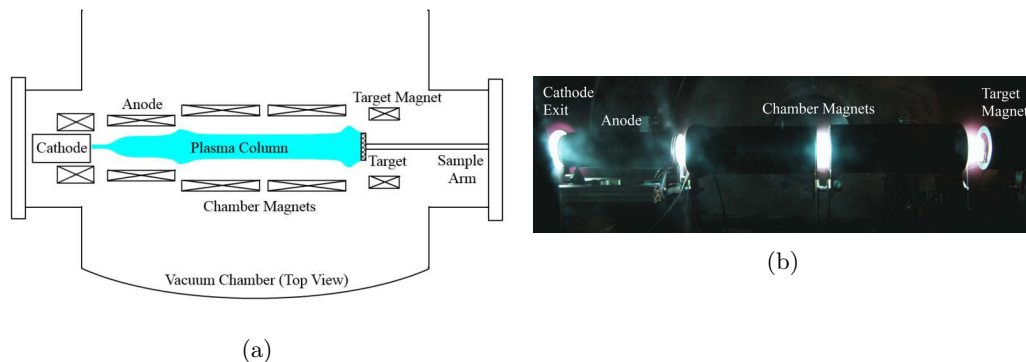 Anode
Target Magnet
Cathode
Plasma Column
Target
Sample
Arm
Chamber Magnets
Vacuum Chamber (Top View)
(a)
Cathode
Exit
Anode
Chamber Magnets
Target
Magnet
(b)